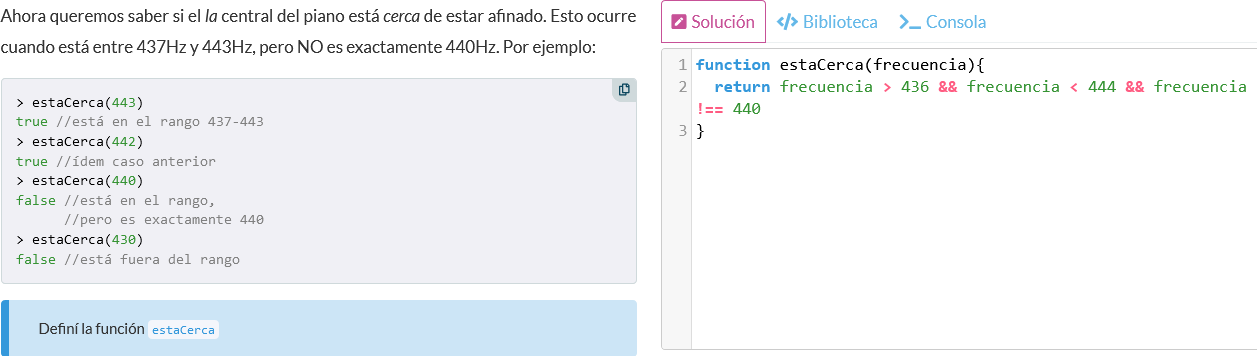 Ahora queremos saber si el la central del piano está cerca de estar afinado. Esto ocurre
cuando está entre 437Hz y 443Hz, pero NO es exactamente 440Hz. Por ejemplo:
> estaCerca(443)
true //está en el rango 437-443
> estaCerca(442)
true //ídem caso anterior
> estaCerca(440)
false //está en el rango,
//pero es exactamente 440
> estaCerca(430)
false //está fuera del rango
Definí la función estaCerca
Solución
Biblioteca
Consola
1 function estaCerca(frecuencia){
2 return frecuencia > 436 && frecuencia < 444 && frecuencia
!== 440
3 }